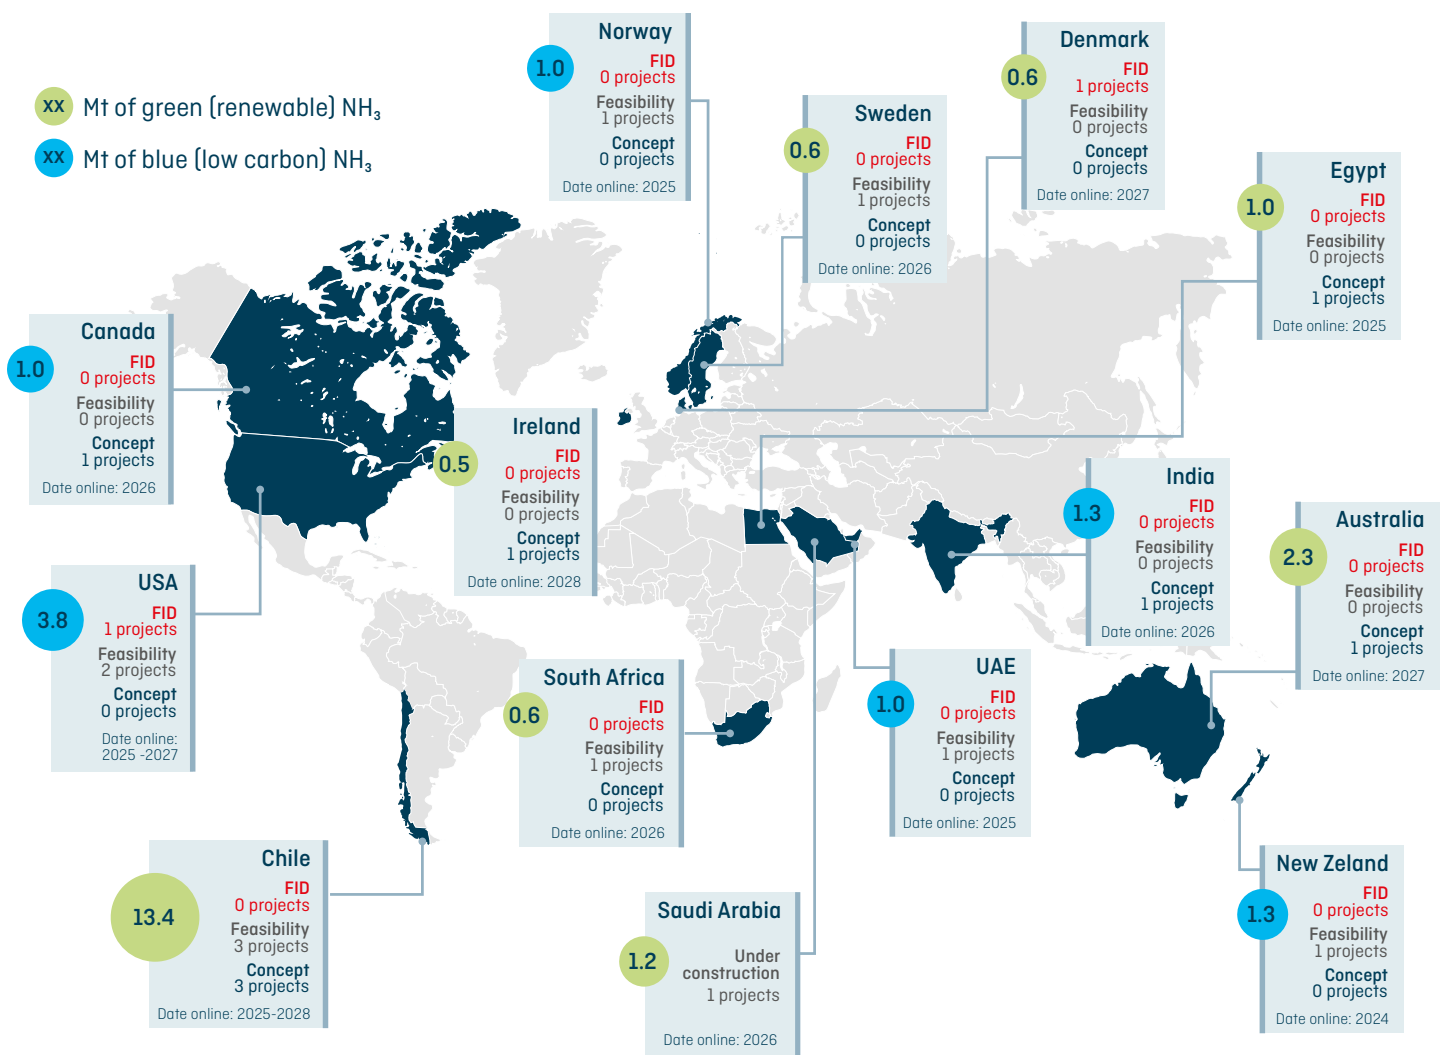 XX Mt of green (renewable) NH₃
XX Mt of blue (low carbon) NH₃
Norway
1.0
FID
0 projects
Feasibility
1 projects
Concept
0 projects
Date online: 2025
Denmark
0.6
FID
1 projects
Feasibility
0 projects
Concept
0 projects
Date online: 2027
Sweden
0.6
FID
0 projects
Feasibility
1 projects
Concept
0 projects
Date online: 2026
Egypt
1.0
FID
0 projects
Feasibility
0 projects
Concept
1 projects
Date online: 2025
Canada
1.0
FID
0 projects
Feasibility
0 projects
Concept
1 projects
Date online: 2026
Ireland
0.5
FID
0 projects
Feasibility
0 projects
Concept
1 projects
Date online: 2028
India
1.3
FID
0 projects
Feasibility
0 projects
Concept
1 projects
Date online: 2026
Australia
2.3
FID
0 projects
Feasibility
0 projects
Concept
1 projects
Date online: 2027
USA
3.8
FID
1 projects
Feasibility
2 projects
Concept
0 projects
Date online:
2025 -2027
South Africa
0.6
FID
0 projects
Feasibility
1 projects
Concept
0 projects
Date online: 2026
UAE
1.0
FID
0 projects
Feasibility
1 projects
Concept
0 projects
Date online: 2025
Chile
13.4
FID
0 projects
Feasibility
3 projects
Concept
3 projects
Date online: 2025-2028
Saudi Arabia
1.2
Under
construction
1 projects
Date online: 2026
New Zeland
1.3
FID
0 projects
Feasibility
1 projects
Concept
0 projects
Date online: 2024